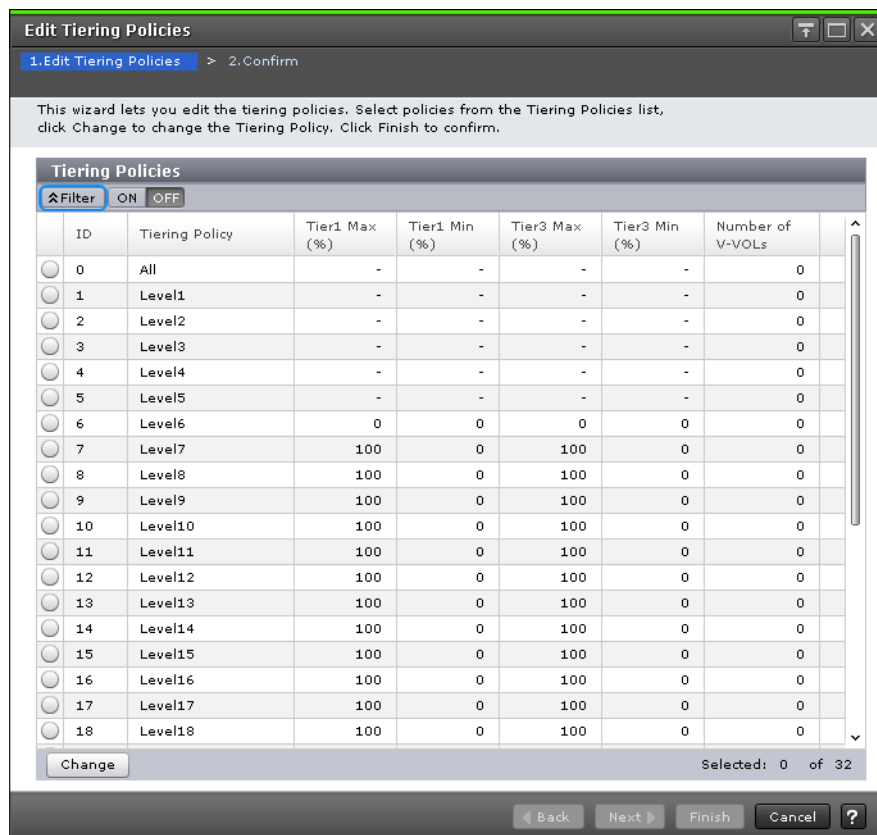 Edit Tiering Policies
1.Edit Tiering Policies > 2.Confirm
This wizard lets you edit the tiering policies. Select policies from the Tiering Policies list,
click Change to change the Tiering Policy. Click Finish to confirm.
Tiering Policies
Filter ON OFF
ID Tiering Policy Tier1 Max (%) Tier1 Min (%) Tier3 Max (%) Tier3 Min (%) Number of V-VOLs
0 All - - - - 0
1 Level1 - - - - 0
2 Level2 - - - - 0
3 Level3 - - - - 0
4 Level4 - - - - 0
5 Level5 - - - - 0
6 Level6 0 0 0 0 0
7 Level7 100 0 100 0 0
8 Level8 100 0 100 0 0
9 Level9 100 0 100 0 0
10 Level10 100 0 100 0 0
11 Level11 100 0 100 0 0
12 Level12 100 0 100 0 0
13 Level13 100 0 100 0 0
14 Level14 100 0 100 0 0
15 Level15 100 0 100 0 0
16 Level16 100 0 100 0 0
17 Level17 100 0 100 0 0
18 Level18 100 0 100 0 0
Change Selected: 0 of 32
Back Next Finish Cancel ?